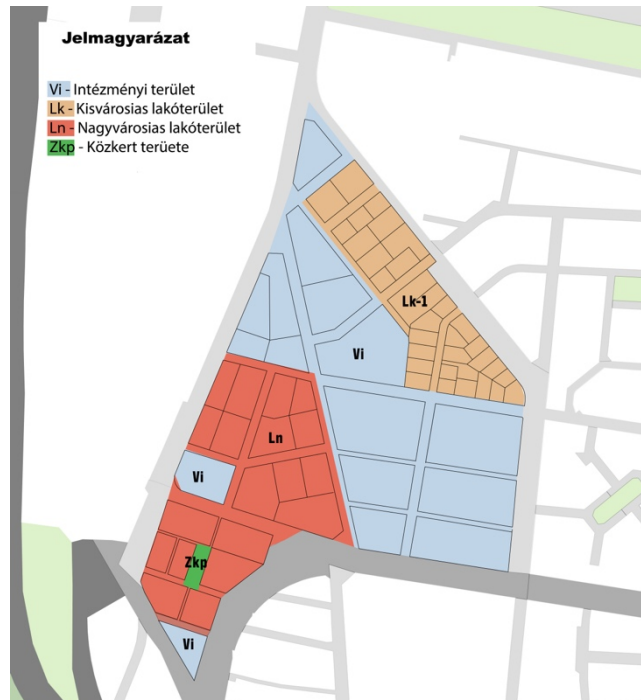 Jelmagyarázat
Vi - Intézményi terület
Lk - Kisvárosias lakóterület
Ln - Nagyvárosias lakóterület
Zkp - Közkert terüete
Lk-1
Vi
Ln
Vi
Zkp
Vi